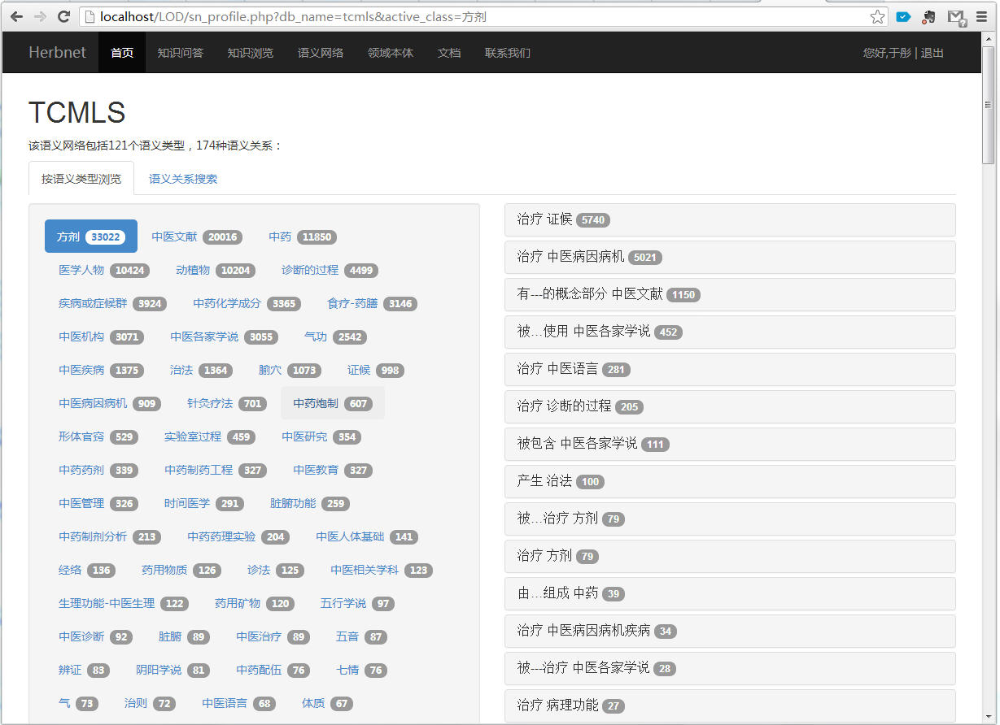 localhost/LOD/sn_profile.php?db_name=tcmls&active_class=方剂
Herbnet 首页 知识问答 知识浏览 语义网络 领域本体 文档 联系我们 您好,于彤 | 退出
TCMLS
该语义网络包括121个语义类型，174种语义关系：
按语义类型浏览 语义关系搜索
方剂 33022 中医文献 20016 中药 11850
医学人物 10424 动植物 10204 诊断的过程 4499
疾病或症候群 3924 中药化学成分 3365 食疗-药膳 3146
中医机构 3071 中医各家学说 3055 气功 2542
中医疾病 1375 治法 1364 腧穴 1073 证候 998
中医病因病机 909 针灸疗法 701 中药炮制 607
形体官窍 529 实验室过程 459 中医研究 354
中药药剂 339 中药制药工程 327 中医教育 327
中医管理 326 时间医学 291 脏腑功能 259
中药制剂分析 213 中药药理实验 204 中医人体基础 141
经络 136 药用物质 126 诊法 125 中医相关学科 123
生理功能-中医生理 122 药用矿物 120 五行学说 97
中医诊断 92 脏腑 89 中医治疗 89 五音 87
辨证 83 阴阳学说 81 中药配伍 76 七情 76
气 73 治则 72 中医语言 68 体质 67
治疗 证候 5740
治疗 中医病因病机 5021
有---的概念部分 中医文献 1150
被...使用 中医各家学说 452
治疗 中医语言 281
治疗 诊断的过程 205
被包含 中医各家学说 111
产生 治法 100
被...治疗 方剂 79
治疗 方剂 79
由...组成 中药 39
治疗 中医病因病机疾病 34
被---治疗 中医各家学说 28
治疗 病理功能 27